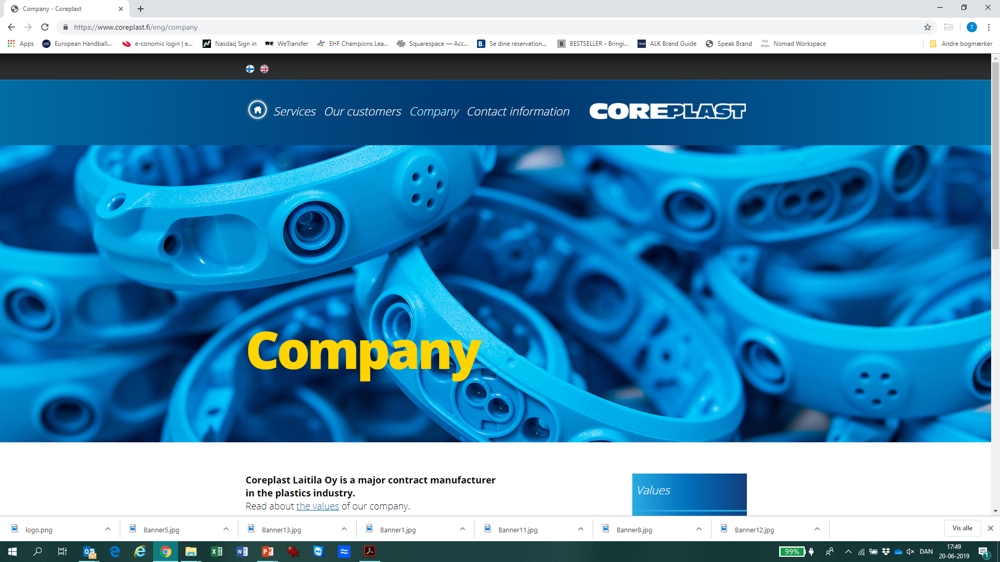 Company - Coreplast
https://www.coreplast.fi/eng/company
Apps
European Handball...
e-conomic login | e...
Nasdaq Sign in
WeTransfer
EHF Champions Lea...
Squarespace — Acc...
Se dine reservation...
BESTSELLER - Bringi...
ALK Brand Guide
Speak Brand
Nomad Workspace
Andre bogmærker
Services
Our customers
Company
Contact information
COREPLAST
Company
Coreplast Laitila Oy is a major contract manufacturer
in the plastics industry.
Read about the values of our company.
Values
logo.png
Banner5.jpg
Banner13.jpg
Banner1.jpg
Banner11.jpg
Banner8.jpg
Banner12.jpg
Vis alle
99%
DAN
17:49
20-06-2019
1